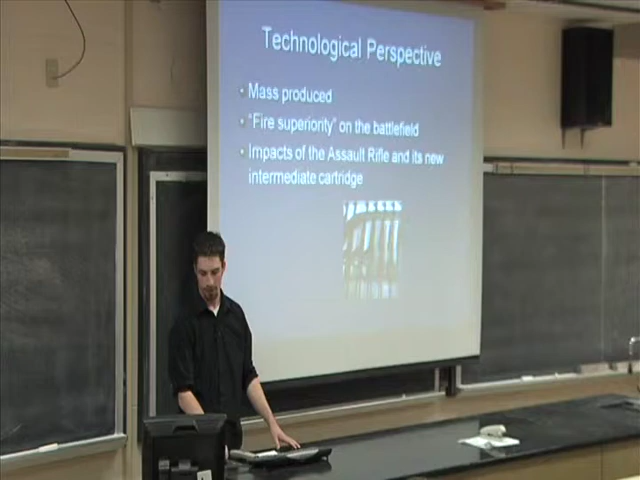 Technological Perspective
• Mass produced
• "Fire superiority" on the battlefield
• Impacts of the Assault Rifle and its new
intermediate cartridge